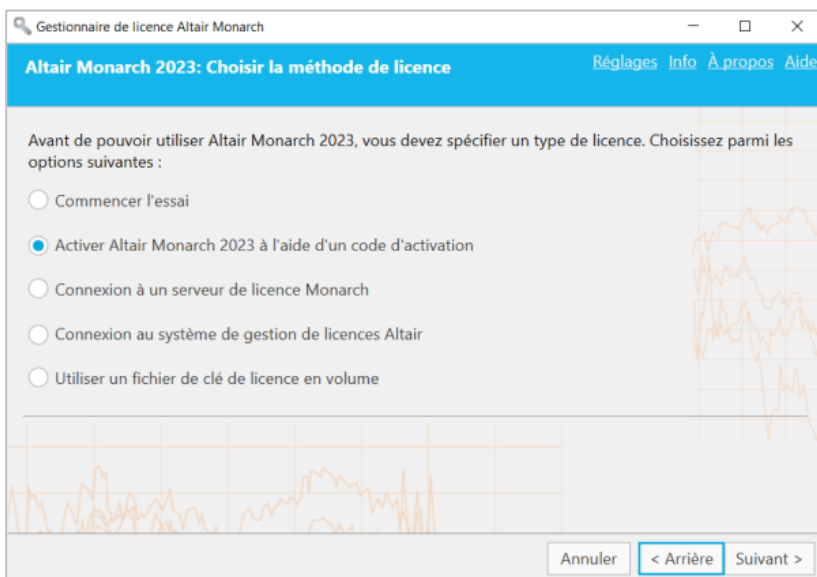 Gestionnaire de licence Altair Monarch
Altair Monarch 2023: Choisir la méthode de licence
Réglages Info À propos Aide
Avant de pouvoir utiliser Altair Monarch 2023, vous devez spécifier un type de licence. Choisissez parmi les
options suivantes :
Commencer l'essai
Activer Altair Monarch 2023 à l'aide d'un code d'activation
Connexion à un serveur de licence Monarch
Connexion au système de gestion de licences Altair
Utiliser un fichier de clé de licence en volume
Annuler < Arrière Suivant >